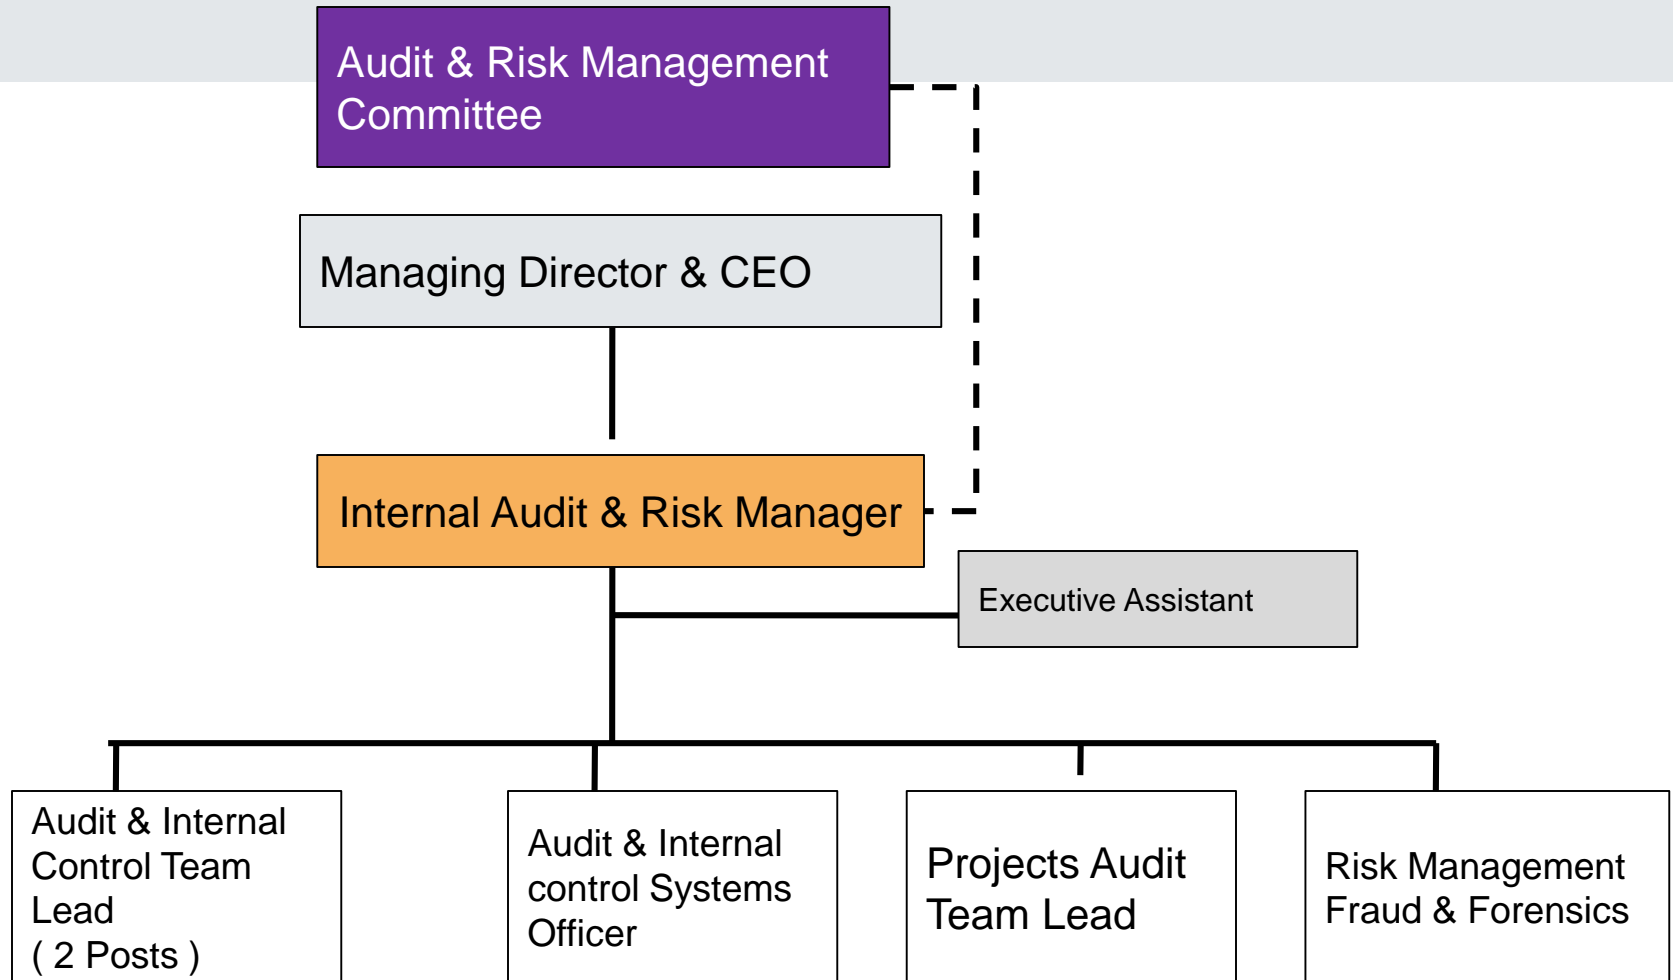 Audit & Risk Management
Committee
Managing Director & CEO
Internal Audit & Risk Manager
Executive Assistant
Audit & Internal
Control Team
Lead
( 2 Posts )
Audit & Internal
control Systems
Officer
Projects Audit
Team Lead
Risk Management
Fraud & Forensics